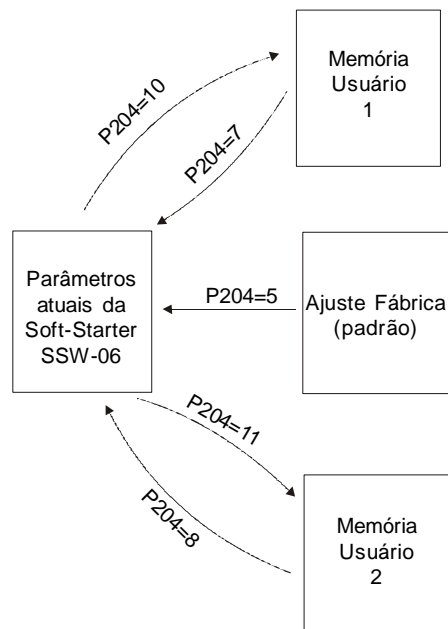 P204=10
Memória
Usuário
1
P204=7
Parâmetros
atuais da
Soft-Starter
SSW-06
P204=5
Ajuste Fábrica
(padrão)
P204=11
P204=8
Memória
Usuário
2